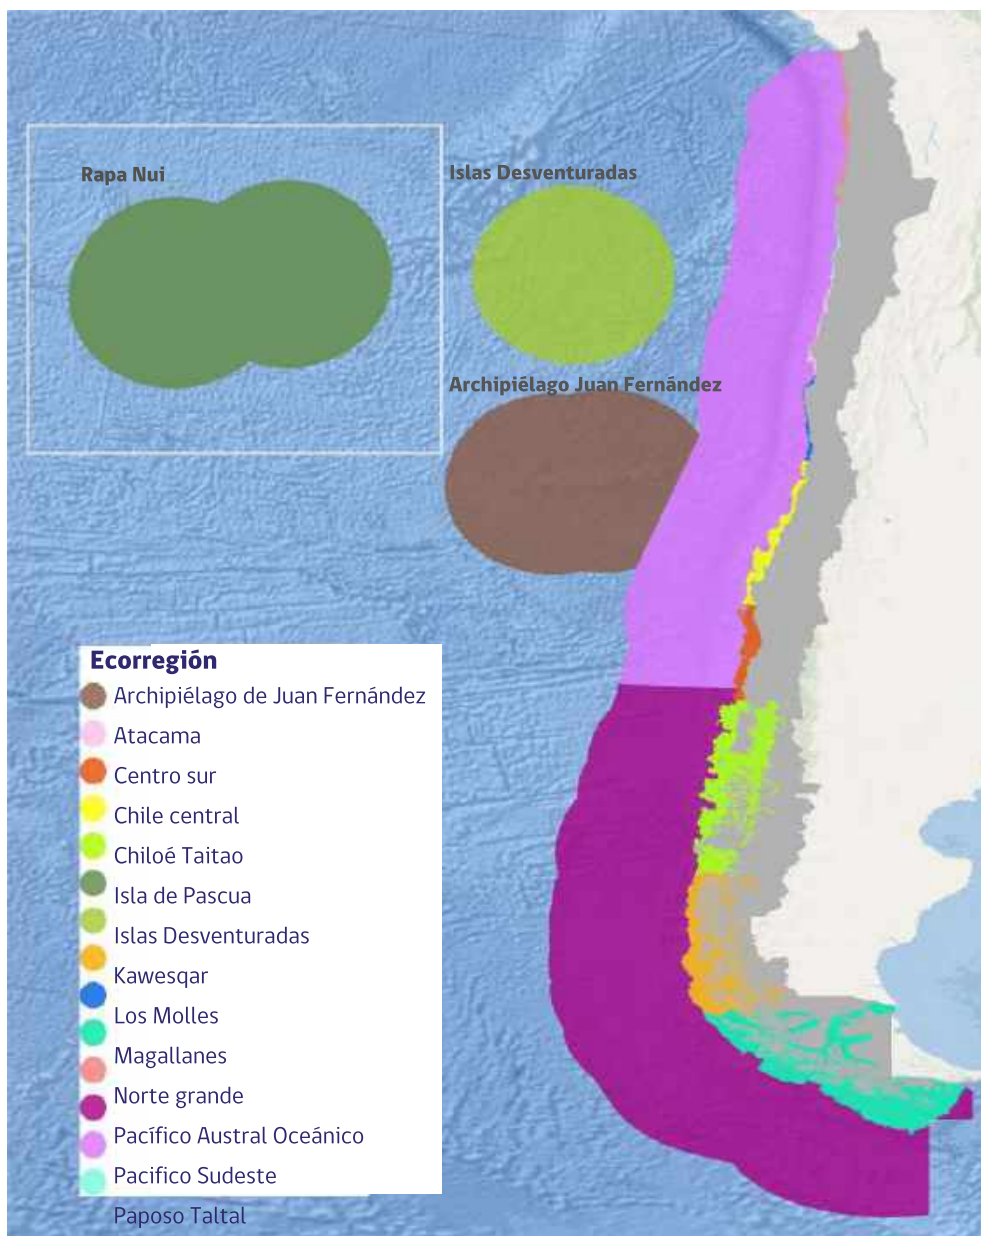 Rapa Nui
Islas Desventuradas
Archipiélago Juan Fernández
Ecorregión
Archipiélago de Juan Fernández
Atacama
Centro sur
Chile central
Chiloé Taitao
Isla de Pascua
Islas Desventuradas
Kawesqar
Los Molles
Magallanes
Norte grande
Pacífico Austral Oceánico
Pacifico Sudeste
Paposo Taltal